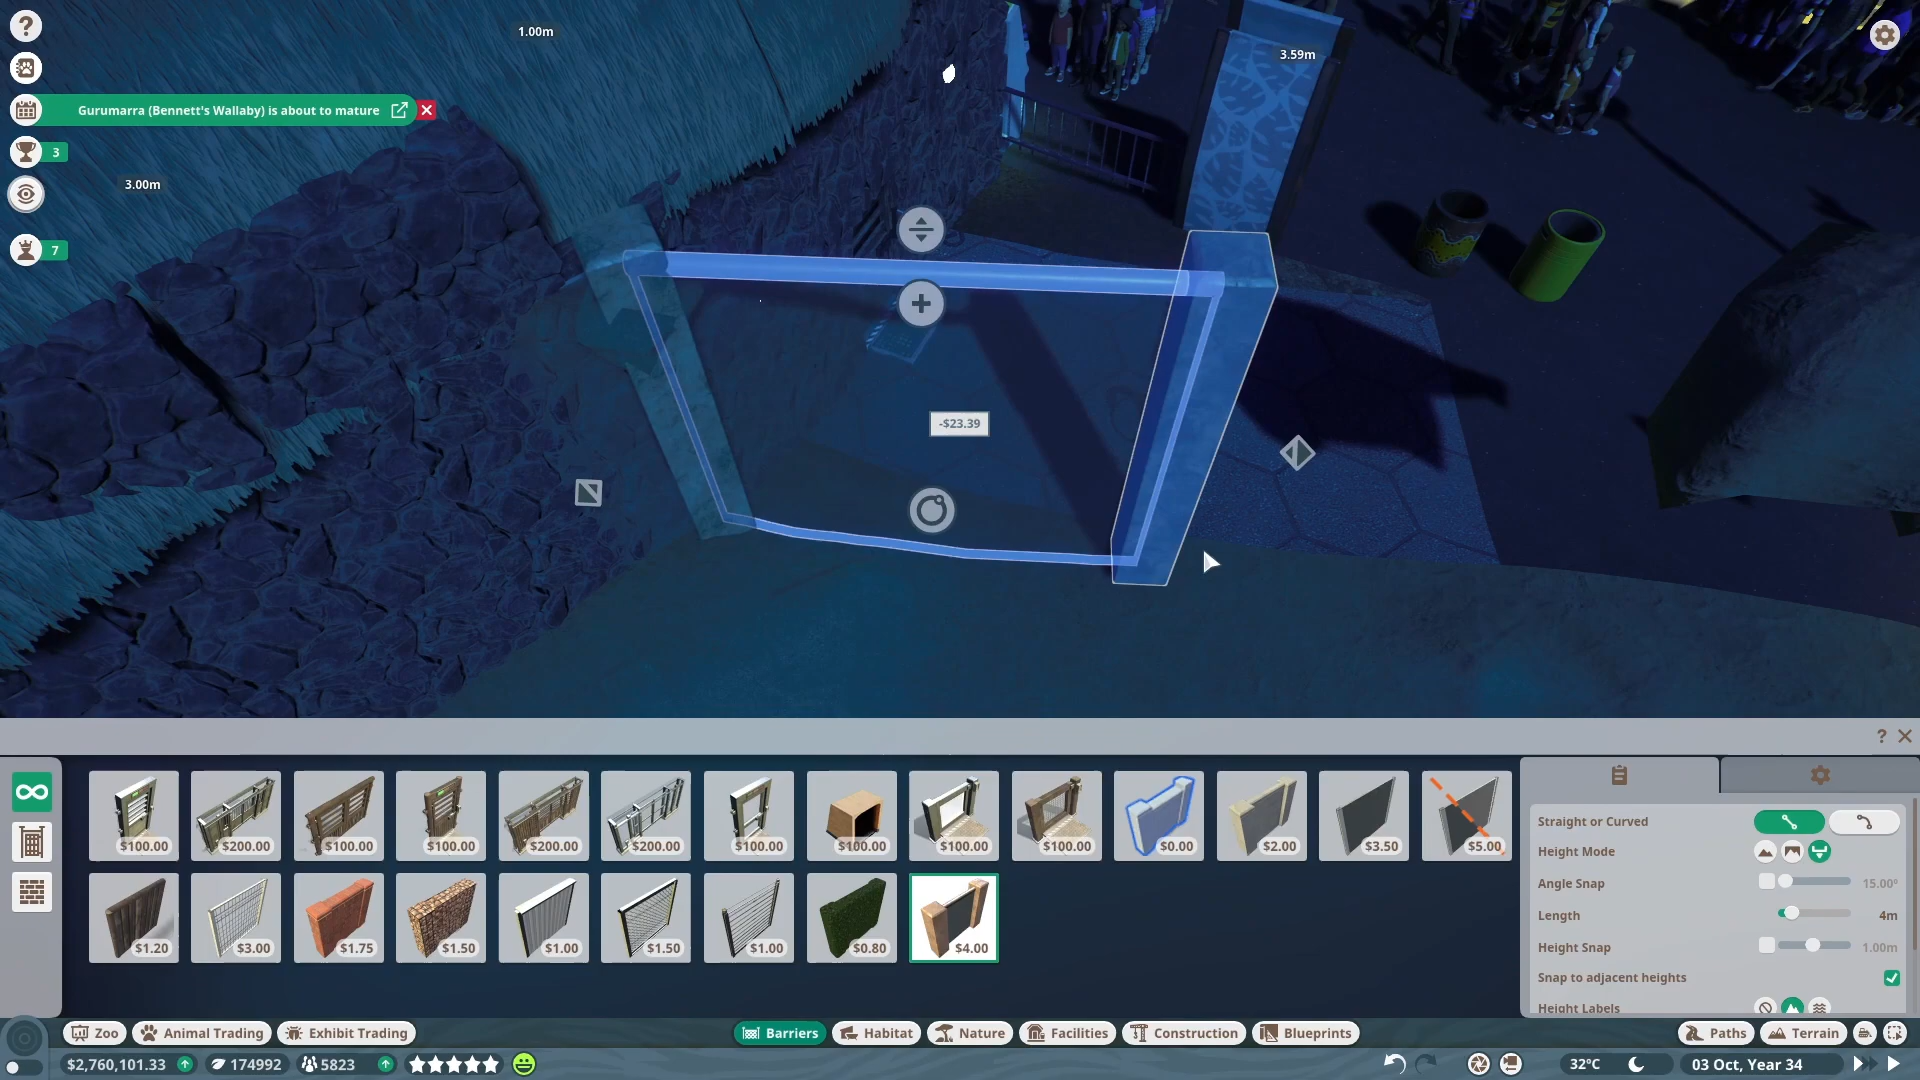 1.00m
3.59m
Gurumarra (Bennett's Wallaby) is about to mature
3
3.00m
7
-$23.39
$100.00 $200.00 $100.00 $100.00 $200.00 $200.00 $100.00 $100.00 $100.00 $100.00 $0.00 $2.00 $3.50 $5.00
$1.20 $3.00 $1.75 $1.50 $1.00 $1.50 $1.00 $0.80 $4.00
Straight or Curved
Height Mode
Angle Snap 15.00°
Length 4m
Height Snap 1.00m
Snap to adjacent heights
Height Labels
Zoo Animal Trading Exhibit Trading Barriers Habitat Nature Facilities Construction Blueprints Paths Terrain
$2,760,101.33 174992 5823 32°C 03 Oct, Year 34